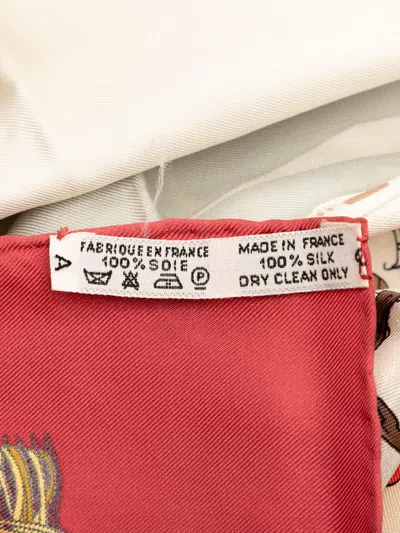 A
FABRIQUE EN FRANCE
100% SOIE
P
MADE IN FRANCE
100% SILK
DRY CLEAN ONLY